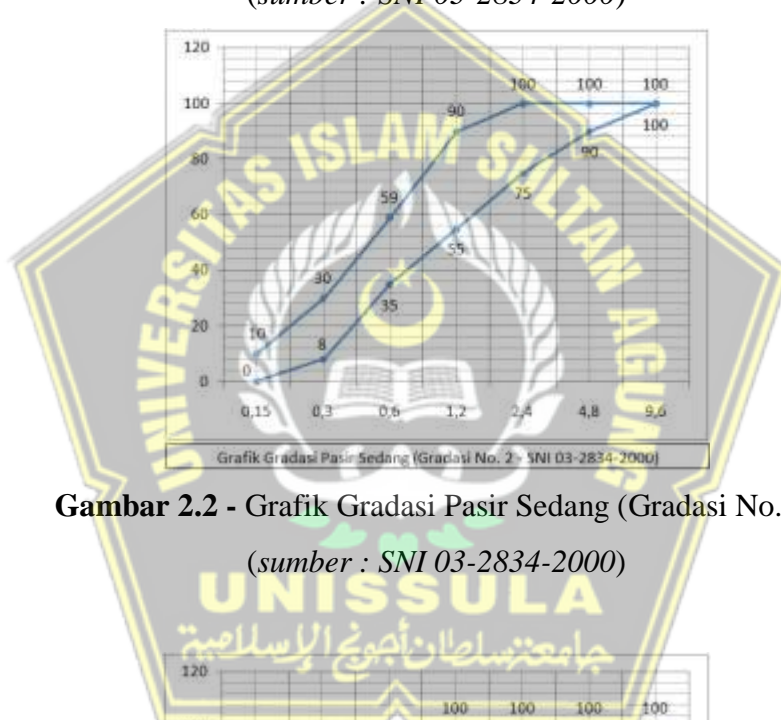 (sumber : SNI 03-2834-2000)
120
100 100 100
100
90 100
80 90
75
59
60
55
40
30 35
20
10 8
0 0
0,15 0,3 0,6 1,2 2,4 4,8 9,6
Grafik Gradasi Pasir Sedang (Gradasi No. 2 - SNI 03-2834-2000)
UNIVERSITAS ISLAM SULTAN AGUNG
Gambar 2.2 - Grafik Gradasi Pasir Sedang (Gradasi No.
(sumber : SNI 03-2834-2000)
UNISSULA
جامعتسلطان أجونج الإسلامية
120
100 100 100 100